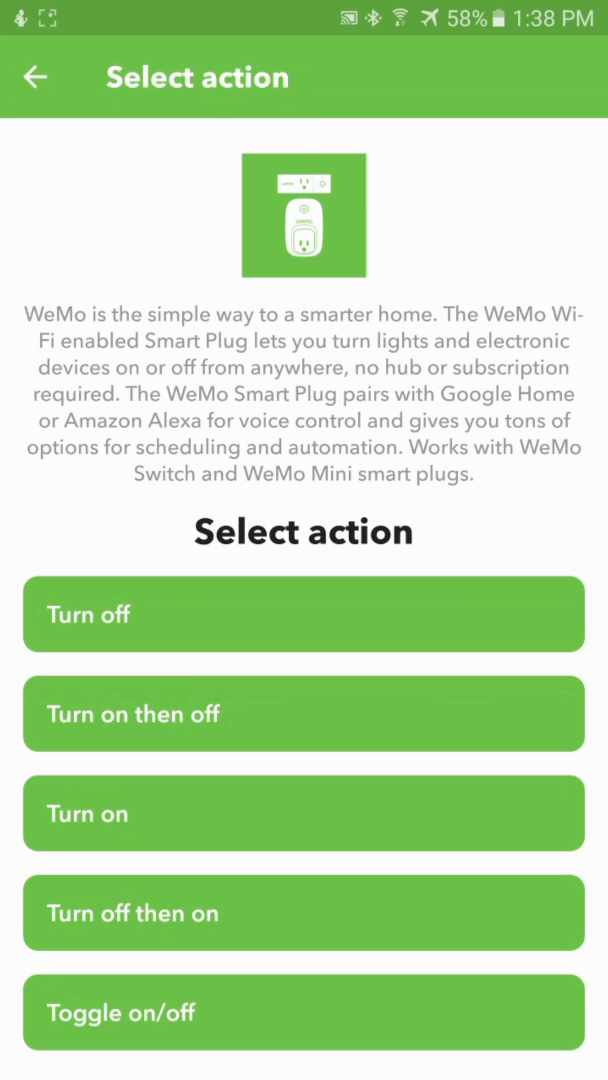 58% 1:38 PM
Select action
WeMo is the simple way to a smarter home. The WeMo Wi-
Fi enabled Smart Plug lets you turn lights and electronic
devices on or off from anywhere, no hub or subscription
required. The WeMo Smart Plug pairs with Google Home
or Amazon Alexa for voice control and gives you tons of
options for scheduling and automation. Works with WeMo
Switch and WeMo Mini smart plugs.
Select action
Turn off
Turn on then off
Turn on
Turn off then on
Toggle on/off